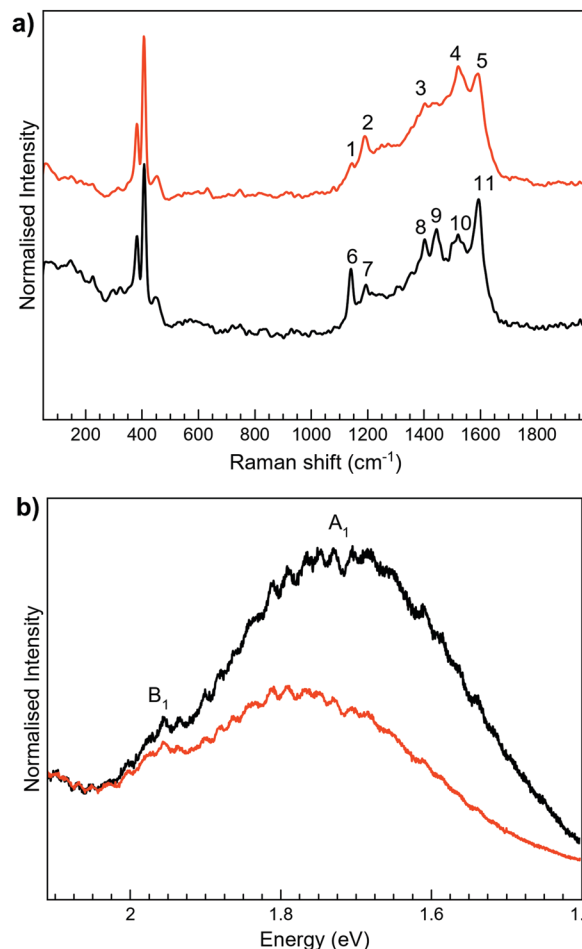 a)
Normalised Intensity
1 2 3 4 5
6 7 8 9 10 11
200 400 600 800 1000 1200 1400 1600 1800
Raman shift (cm⁻¹)
b)
Normalised Intensity
B₁
A₁
2 1.8 1.6 1.
Energy (eV)